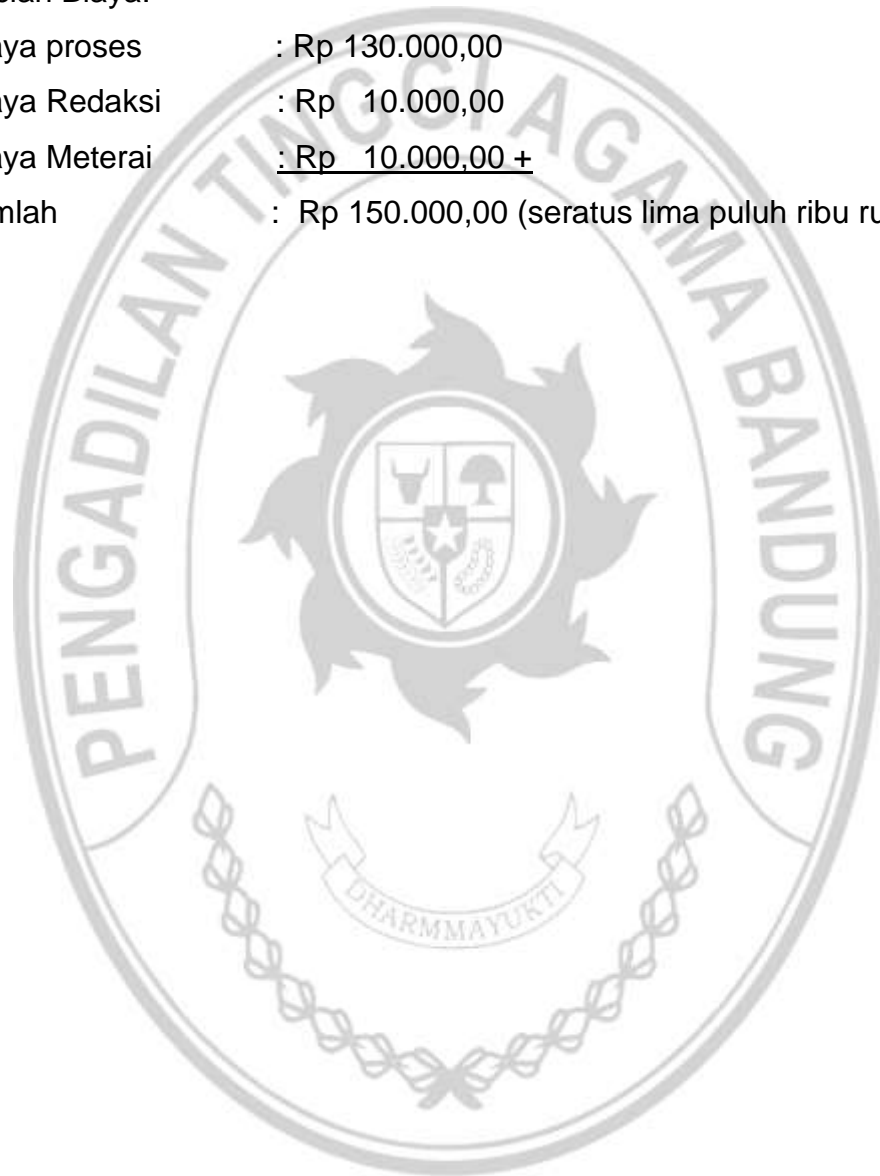 aya proses : Rp 130.000,00
aya Redaksi : Rp 10.000,00
aya Meterai : Rp 10.000,00 +
mlah : Rp 150.000,00 (seratus lima puluh ribu ru
PENGADILAN TINGGI AGAMA BANDUNG
DHARMMAYUKTI